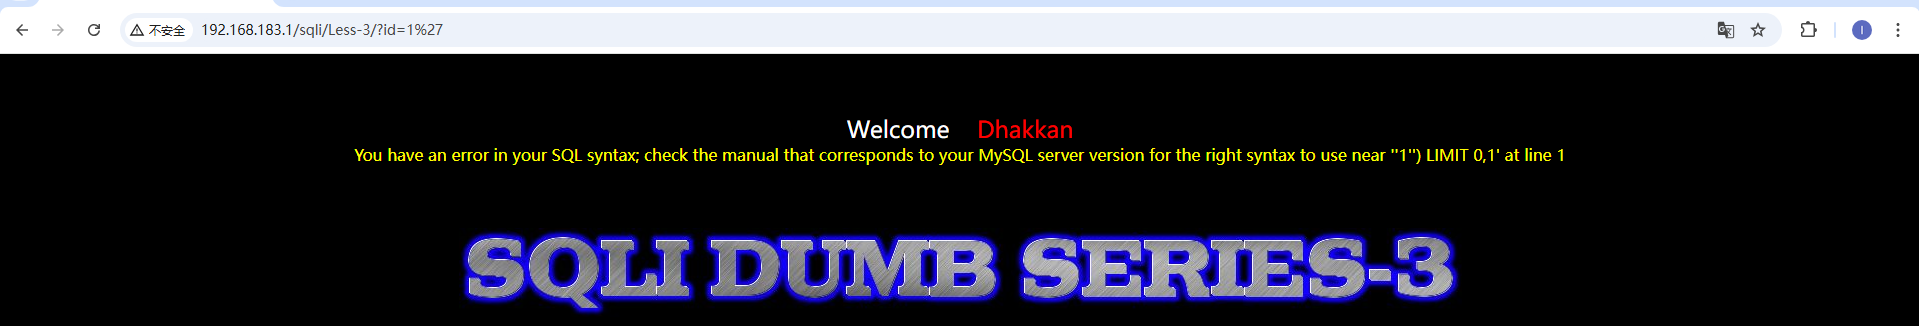 不安全 192.168.183.1/sqli/Less-3/?id=1%27
I
Welcome Dhakkan
You have an error in your SQL syntax; check the manual that corresponds to your MySQL server version for the right syntax to use near ''1'') LIMIT 0,1' at line 1
SQLI DUMB SERIES-3